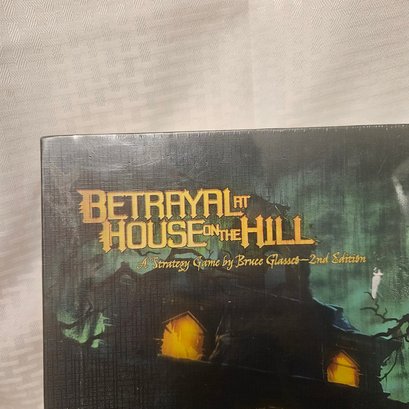 BETRAYAL AT
HOUSE ON THE HILL
A Strategy Game by Bruce Glassco—2nd Edition